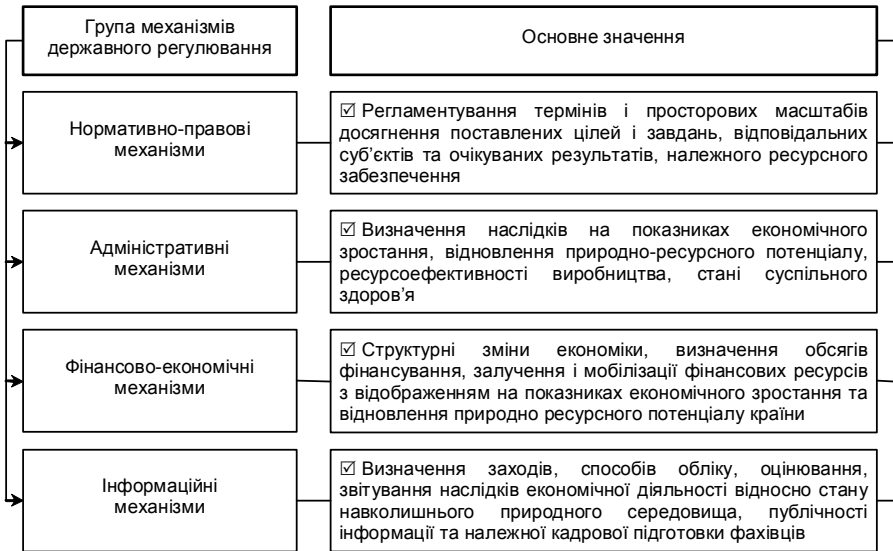 Група механізмів
державного регулювання
Основне значення
Нормативно-правові
механізми
☑ Регламентування термінів і просторових масштабів
досягнення поставлених цілей і завдань, відповідальних
суб’єктів та очікуваних результатів, належного ресурсного
забезпечення
Адміністративні
механізми
☑ Визначення наслідків на показниках економічного
зростання, відновлення природно-ресурсного потенціалу,
ресурсоефективності виробництва, стані суспільного
здоров’я
Фінансово-економічні
механізми
☑ Структурні зміни економіки, визначення обсягів
фінансування, залучення і мобілізації фінансових ресурсів
з відображенням на показниках економічного зростання та
відновлення природно ресурсного потенціалу країни
Інформаційні
механізми
☑ Визначення заходів, способів обліку, оцінювання,
звітування наслідків економічної діяльності відносно стану
навколишнього природного середовища, публічності
інформації та належної кадрової підготовки фахівців